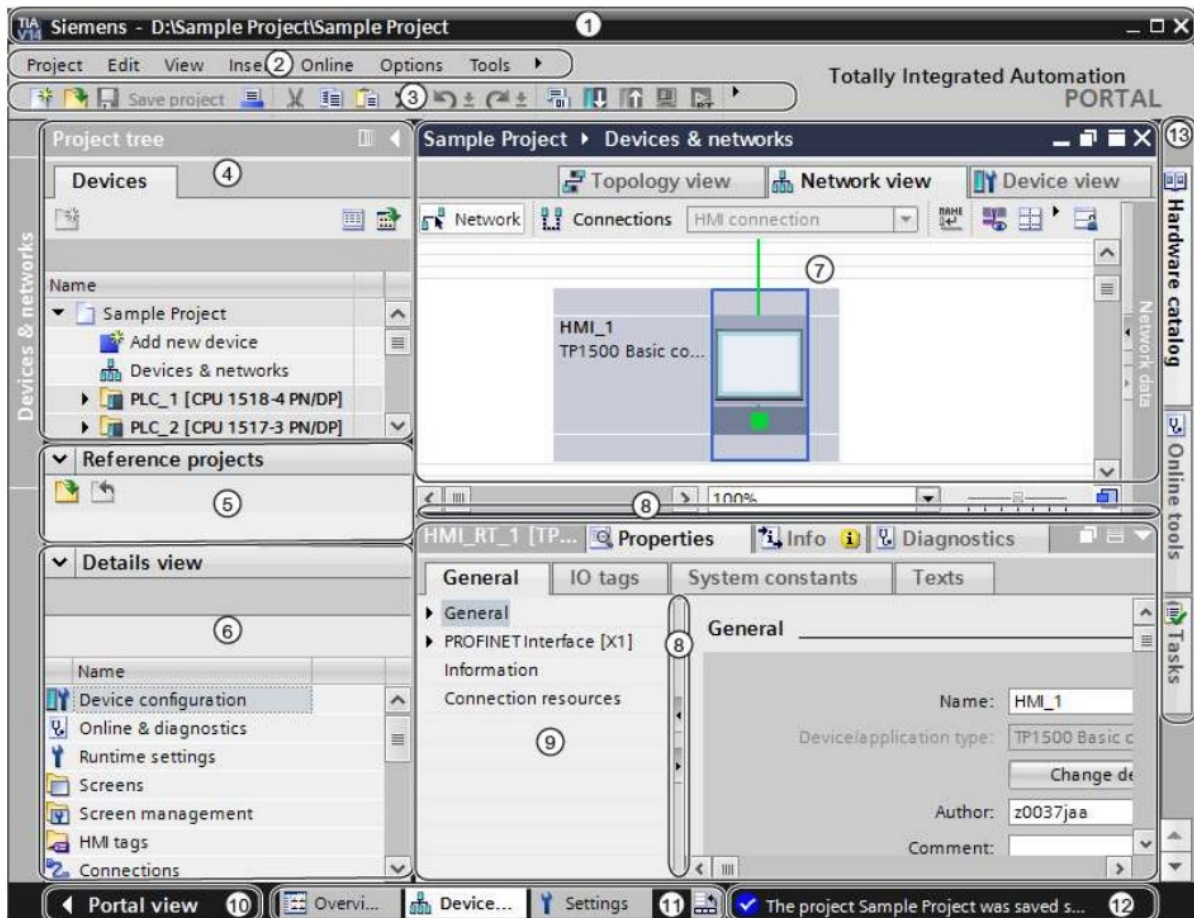 TIA V14 Siemens - D:\Sample Project\Sample Project 1
Project Edit View Inse 2 Online Options Tools
Totally Integrated Automation
PORTAL
Save project 3
Project tree
Devices 4
Name
Sample Project
Add new device
Devices & networks
PLC_1 [CPU 1518-4 PN/DP]
PLC_2 [CPU 1517-3 PN/DP]
Devices & networks
Reference projects
5
Details view
6
Name
Device configuration
Online & diagnostics
Runtime settings
Screens
Screen management
HMI tags
Connections
Sample Project Devices & networks
Topology view Network view Device view
Network Connections HMI connection
NAME
7
HMI_1
TP1500 Basic co...
Network data
8 100%
HMI_RT_1 [TP... Properties Info Diagnostics
General IO tags System constants Texts
General
PROFINET Interface [X1]
Information
Connection resources
9
8
General
Name: HMI_1
Device/application type: TP1500 Basic c
Change de
Author: z0037jaa
Comment:
13
Hardware catalog
Online tools
Tasks
Portal view 10 Overvi... Device... Settings 11 The project Sample Project was saved s... 12